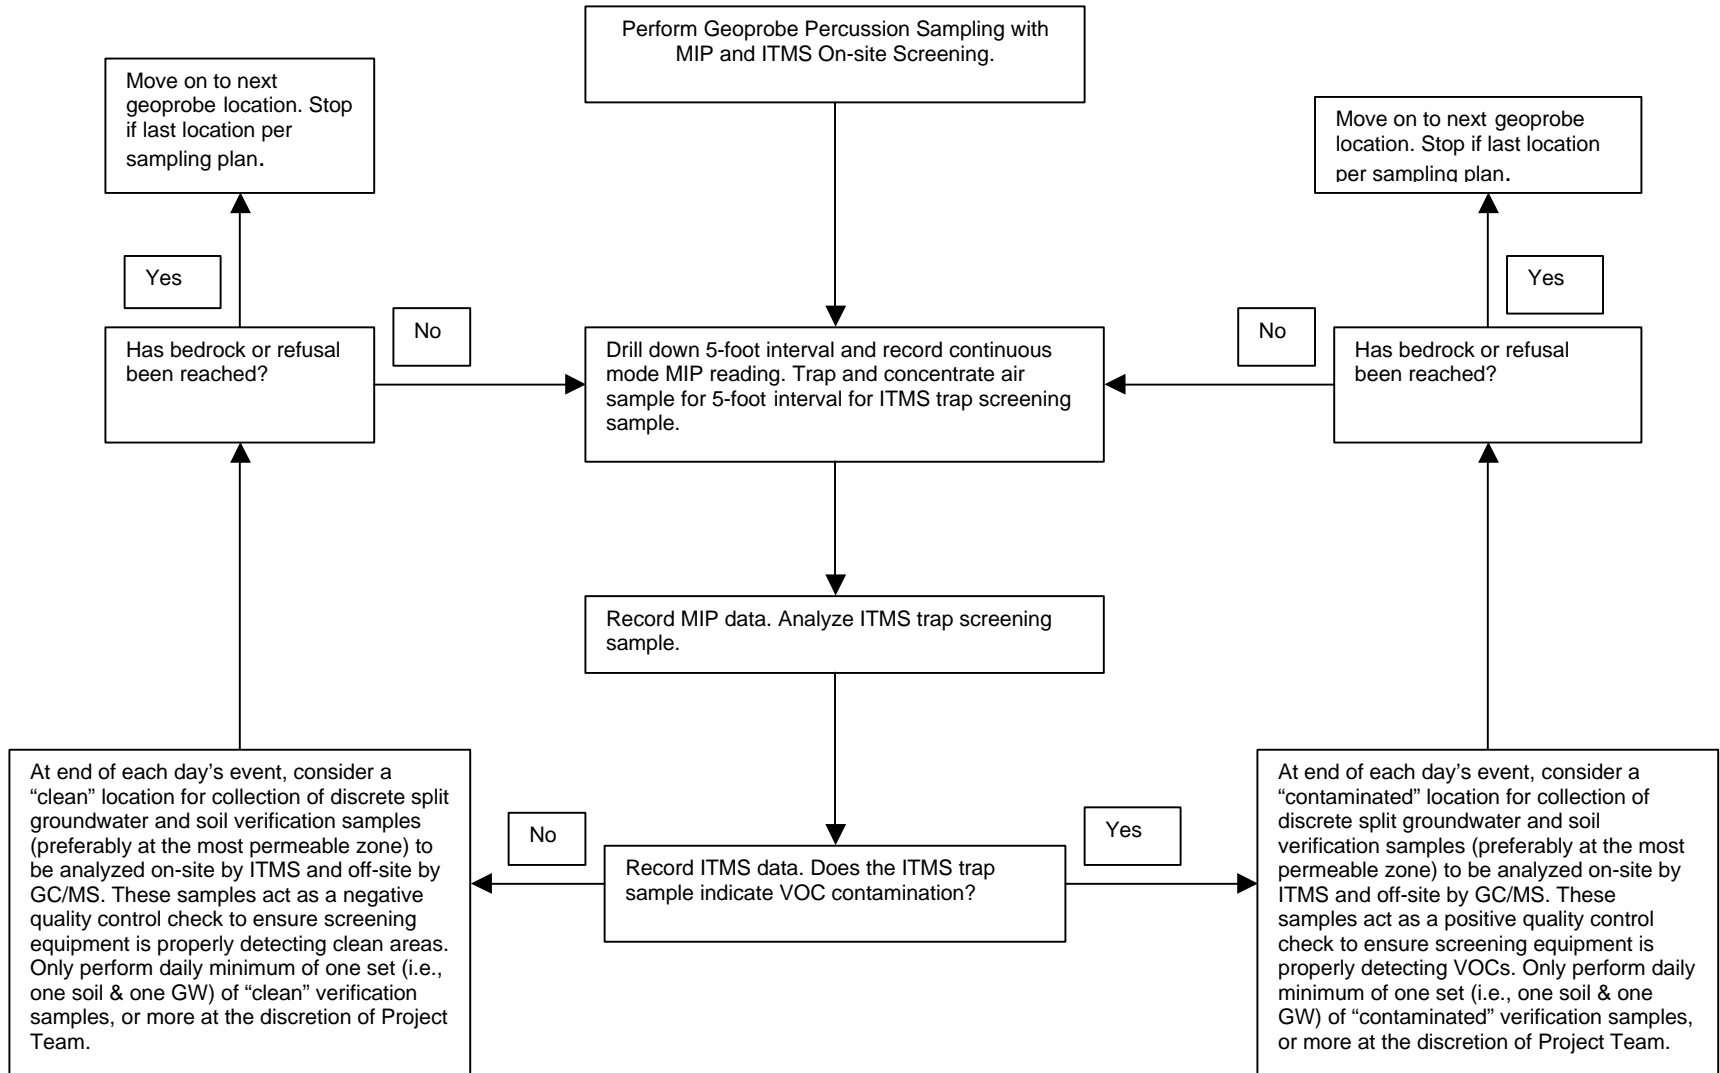 Perform Geoprobe Percussion Sampling with
MIP and ITMS On-site Screening.
Move on to next
geoprobe location. Stop
if last location per
sampling plan.
Move on to next geoprobe
location. Stop if last location
per sampling plan.
Yes
Yes
No
No
Has bedrock or refusal
been reached?
Drill down 5-foot interval and record continuous
mode MIP reading. Trap and concentrate air
sample for 5-foot interval for ITMS trap screening
sample.
Has bedrock or refusal
been reached?
Record MIP data. Analyze ITMS trap screening
sample.
At end of each day’s event, consider a
“clean” location for collection of discrete split
groundwater and soil verification samples
(preferably at the most permeable zone) to
be analyzed on-site by ITMS and off-site by
GC/MS. These samples act as a negative
quality control check to ensure screening
equipment is properly detecting clean areas.
Only perform daily minimum of one set (i.e.,
one soil & one GW) of “clean” verification
samples, or more at the discretion of Project
Team.
No
Record ITMS data. Does the ITMS trap
sample indicate VOC contamination?
Yes
At end of each day’s event, consider a
“contaminated” location for collection of
discrete split groundwater and soil
verification samples (preferably at the most
permeable zone) to be analyzed on-site by
ITMS and off-site by GC/MS. These
samples act as a positive quality control
check to ensure screening equipment is
properly detecting VOCs. Only perform daily
minimum of one set (i.e., one soil & one
GW) of “contaminated” verification samples,
or more at the discretion of Project Team.